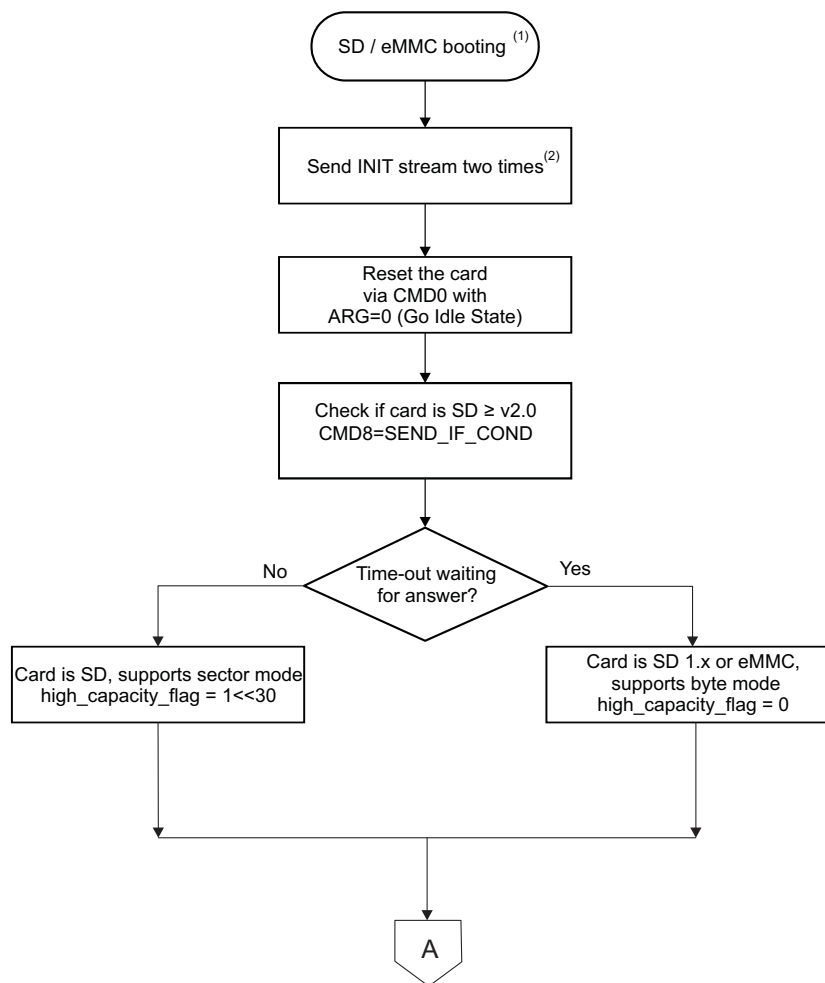 SD / eMMC booting (1)
Send INIT stream two times(2)
Reset the card
via CMD0 with
ARG=0 (Go Idle State)
Check if card is SD ≥ v2.0
CMD8=SEND_IF_COND
Time-out waiting
for answer?
No
Yes
Card is SD, supports sector mode
high_capacity_flag = 1<<30
Card is SD 1.x or eMMC,
supports byte mode
high_capacity_flag = 0
A